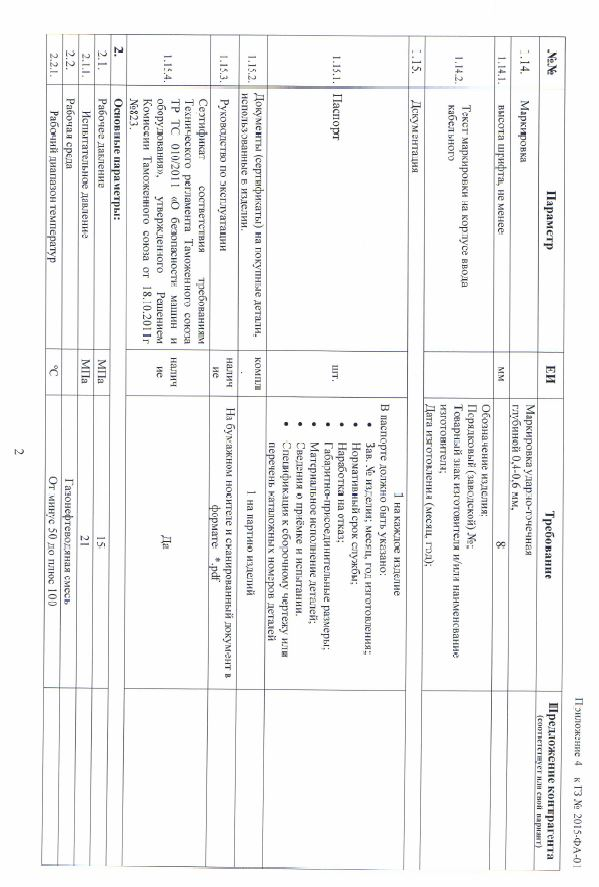 Приложение 4 к ТЗ № 2015-ФА-01
№№
Параметр
ЕИ
Требование
Предложение контрагента
(соответствует или свой вариант)
1.14.
Маркировка
Маркировка ударно-точечная
глубиной 0,4-0,6 мм,
1.14.1.
высота шрифта, не менее
мм
8
1.14.2.
Текст маркировки на корпусе ввода
кабельного
Обозначение изделия;
Порядковый (заводской) №;
Товарный знак изготовителя и/или наименование
изготовителя;
Дата изготовления (месяц, год);
1.15.
Документация
1.15.1.
Паспорт
шт.
1 на каждое изделие
В паспорте должно быть указано:
• Зав. № изделия; месяц, год изготовления;
• Нормативный срок службы;
• Наработка на отказ;
• Габаритно-присоединительные размеры;
• Материальное исполнение деталей;
• Сведения о приёмке и испытании.
• Спецификация к сборочному чертежу или
перечень каталожных номеров деталей
1.15.2.
Документы (сертификаты) на покупные детали,
использованные в изделии.
компл
.
1 на партию изделий
1.15.3.
Руководство по эксплуатации
налич
ие
На бумажном носителе и сканированный документ в
формате *.pdf
1.15.4.
Сертификат соответствия требованиям
Технического регламента Таможенного союза
ТР ТС 010/2011 «О безопасности машин и
оборудования», утвержденного Решением
Комиссии Таможенного союза от 18.10.2011г
№823.
налич
ие
Да
2.
Основные параметры:
2.1.
Рабочее давление
МПа
15
2.1.1.
Испытательное давление
МПа
21
2.2.
Рабочая среда
Газонефтеводяная смесь
2.2.1.
Рабочий диапазон температур
°С
От минус 50 до плюс 100
2